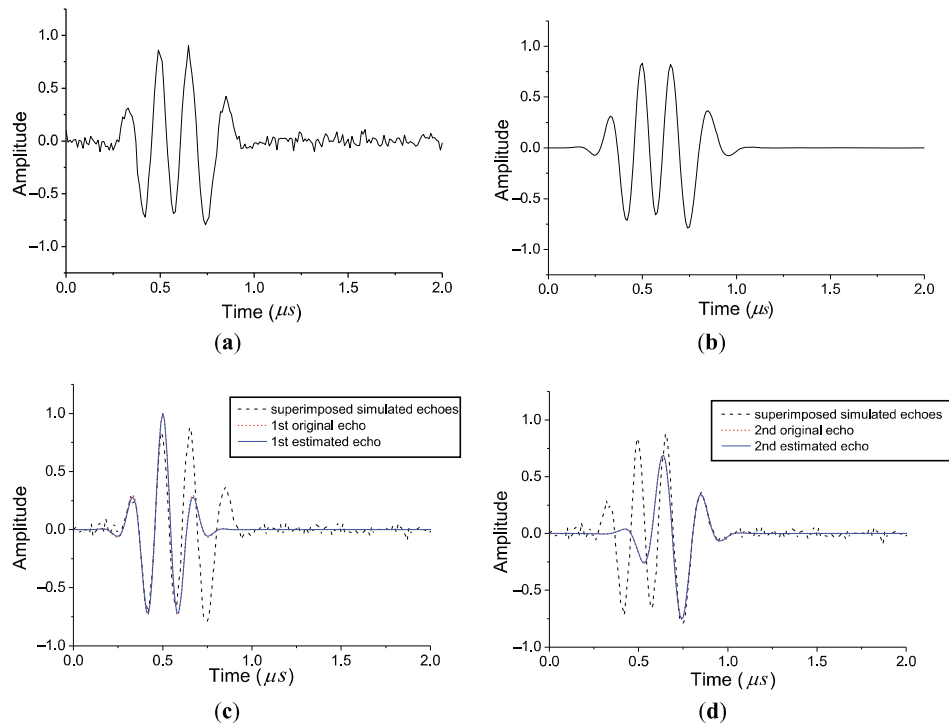 1.0
0.5
0.0
−0.5
−1.0
Amplitude
0.0 0.5 1.0 1.5 2.0
Time (μs)
(a)
1.0
0.5
0.0
−0.5
−1.0
Amplitude
0.0 0.5 1.0 1.5 2.0
Time (μs)
(b)
1.0
0.5
0.0
−0.5
−1.0
Amplitude
superimposed simulated echoes
1st original echo
1st estimated echo
0.0 0.5 1.0 1.5 2.0
Time (μs)
(c)
1.0
0.5
0.0
−0.5
−1.0
Amplitude
superimposed simulated echoes
2nd original echo
2nd estimated echo
0.0 0.5 1.0 1.5 2.0
Time (μs)
(d)